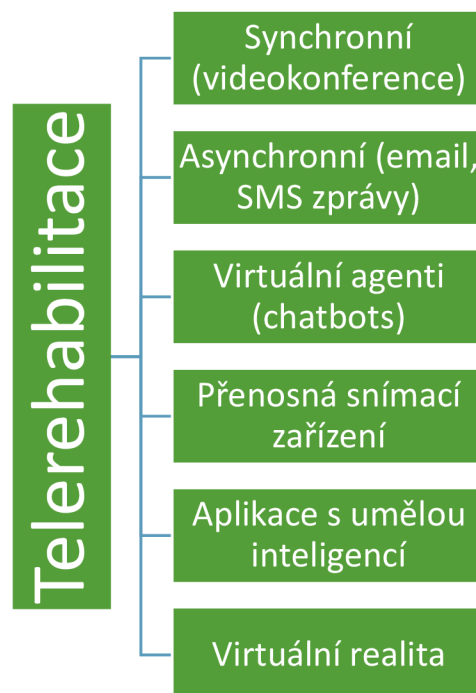 Telerehabilitace
Synchronní
(videokonference)
Asynchronní (email,
SMS zprávy)
Virtuální agenti
(chatbots)
Přenosná snímací
zařízení
Aplikace s umělou
inteligencí
Virtuální realita